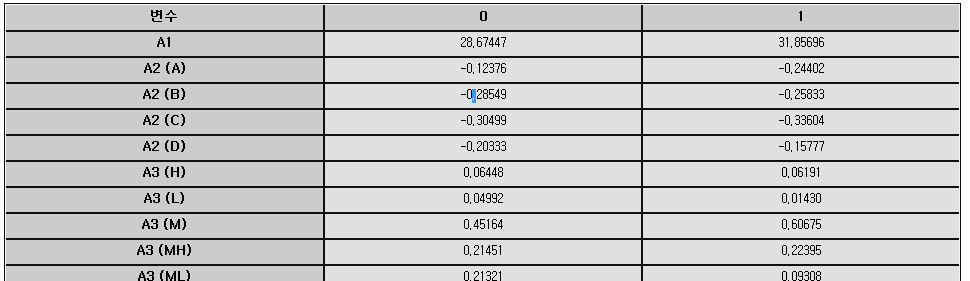 변수 0 1
A1 28.67447 31.85696
A2 (A) -0.12376 -0.24402
A2 (B) -0.28549 -0.25833
A2 (C) -0.30499 -0.33604
A2 (D) -0.20333 -0.15777
A3 (H) 0.06448 0.06191
A3 (L) 0.04992 0.01430
A3 (M) 0.45164 0.60675
A3 (MH) 0.21451 0.22395
A3 (ML) 0.21321 0.09308